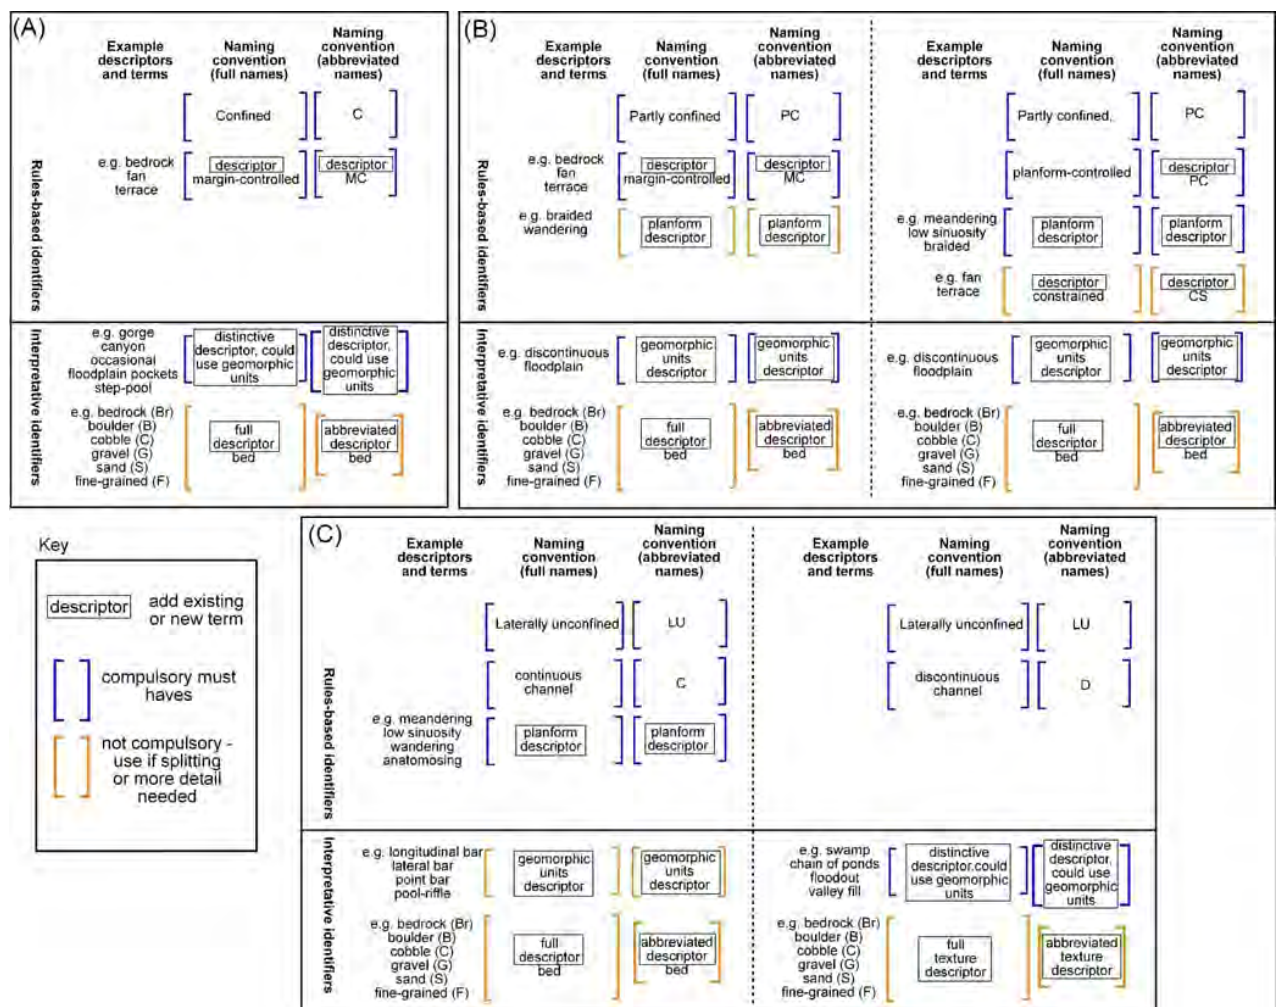 (A)
Example
descriptors
and terms
Naming
convention
(full names)
Naming
convention
(abbreviated
names)
Rules-based identifiers
Confined
C
e.g. bedrock
fan
terrace
descriptor
margin-controlled
descriptor
MC
Interpretative identifiers
e.g. gorge
canyon
occasional
floodplain pockets
step-pool
distinctive
descriptor, could
use geomorphic
units
distinctive
descriptor,
could use
geomorphic
units
e.g. bedrock (Br)
boulder (B)
cobble (C)
gravel (G)
sand (S)
fine-grained (F)
full
descriptor
bed
abbreviated
descriptor
bed
(B)
Example
descriptors
and terms
Naming
convention
(full names)
Naming
convention
(abbreviated
names)
Rules-based identifiers
Partly confined
PC
e.g. bedrock
fan
terrace
descriptor
margin-controlled
descriptor
MC
e.g. braided
wandering
planform
descriptor
planform
descriptor
Interpretative identifiers
e.g. discontinuous
floodplain
geomorphic
units
descriptor
geomorphic
units
descriptor
e.g. bedrock (Br)
boulder (B)
cobble (C)
gravel (G)
sand (S)
fine-grained (F)
full
descriptor
bed
abbreviated
descriptor
bed
Example
descriptors
and terms
Naming
convention
(full names)
Naming
convention
(abbreviated
names)
Partly confined,
PC
planform-controlled
descriptor
PC
e.g. meandering
low sinuosity
braided
planform
descriptor
planform
descriptor
e.g. fan
terrace
descriptor
constrained
descriptor
CS
e.g. discontinuous
floodplain
geomorphic
units
descriptor
geomorphic
units
descriptor
e.g. bedrock (Br)
boulder (B)
cobble (C)
gravel (G)
sand (S)
fine-grained (F)
full
descriptor
bed
abbreviated
descriptor
bed
Key
descriptor
add existing
or new term
compulsory must
haves
not compulsory -
use if splitting
or more detail
needed
(C)
Example
descriptors
and terms
Naming
convention
(full names)
Naming
convention
(abbreviated
names)
Rules-based identifiers
Laterally unconfined
LU
continuous
channel
C
e.g. meandering
low sinuosity
wandering
anatomosing
planform
descriptor
planform
descriptor
Interpretative identifiers
e.g. longitudinal bar
lateral bar
point bar
pool-riffle
geomorphic
units
descriptor
geomorphic
units
descriptor
e.g. bedrock (Br)
boulder (B)
cobble (C)
gravel (G)
sand (S)
fine-grained (F)
full
descriptor
bed
abbreviated
descriptor
bed
Example
descriptors
and terms
Naming
convention
(full names)
Naming
convention
(abbreviated
names)
Laterally unconfined
LU
discontinuous
channel
D
e.g. swamp
chain of ponds
floodout
valley fill
distinctive
descriptor.could
use geomorphic
units
distinctive
descriptor,
could use
geomorphic
units
e.g. bedrock (Br)
boulder (B)
cobble (C)
gravel (G)
sand (S)
fine-grained (F)
full
texture
descriptor
abbreviated
texture
descriptor